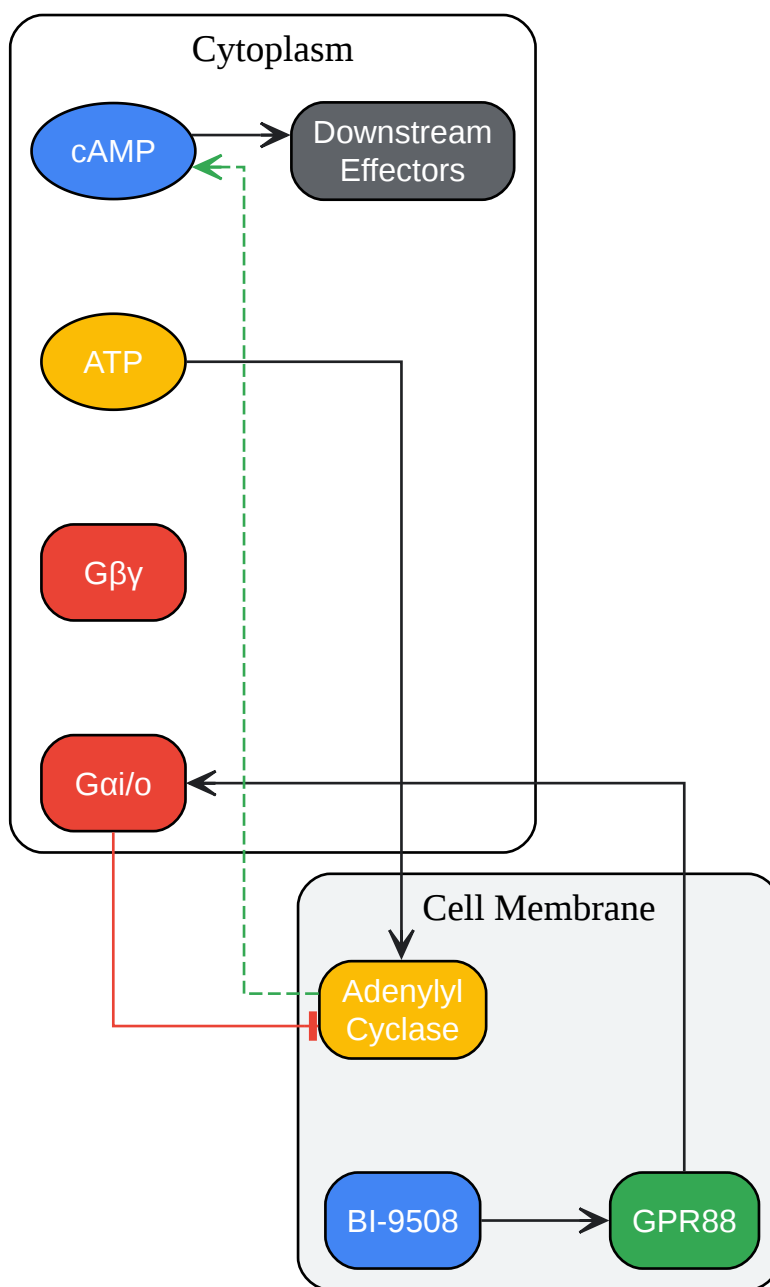 Cytoplasm
cAMP
Downstream
Effectors
ATP
Gβγ
Gαi/o
Cell Membrane
Adenylyl
Cyclase
BI-9508
GPR88